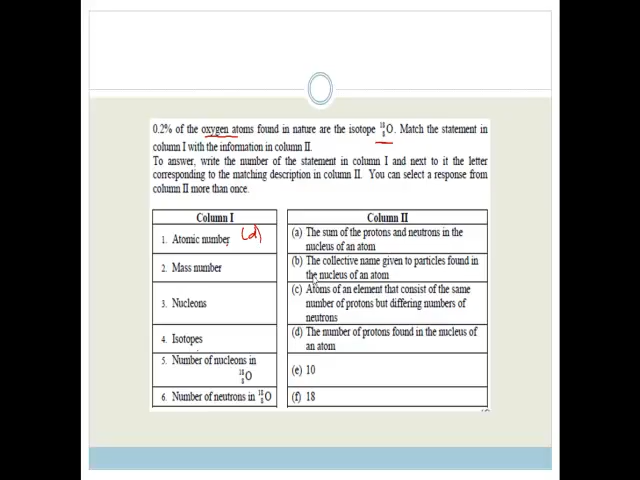 0.2% of the oxygen atoms found in nature are the isotope ¹⁸₈O. Match the statement in
column I with the information in column II.
To answer, write the number of the statement in column I and next to it the letter
corresponding to the matching description in column II. You can select a response from
column II more than once.
Column I
1. Atomic number (d)
2. Mass number
3. Nucleons
4. Isotopes
5. Number of nucleons in
¹⁸₈O
6. Number of neutrons in ¹⁸₈O
Column II
(a) The sum of the protons and neutrons in the
nucleus of an atom
(b) The collective name given to particles found in
the nucleus of an atom
(c) Atoms of an element that consist of the same
number of protons but differing numbers of
neutrons
(d) The number of protons found in the nucleus of
an atom
(e) 10
(f) 18